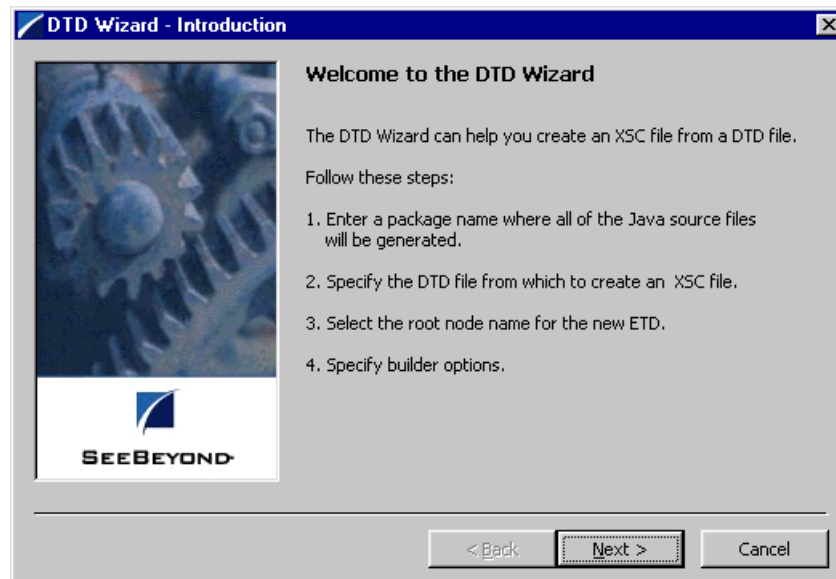 DTD Wizard - Introduction
Welcome to the DTD Wizard
The DTD Wizard can help you create an XSC file from a DTD file.
Follow these steps:
1. Enter a package name where all of the Java source files
will be generated.
2. Specify the DTD file from which to create an  XSC file.
3. Select the root node name for the new ETD.
4. Specify builder options.
SEEBEYOND
< Back
Next >
Cancel